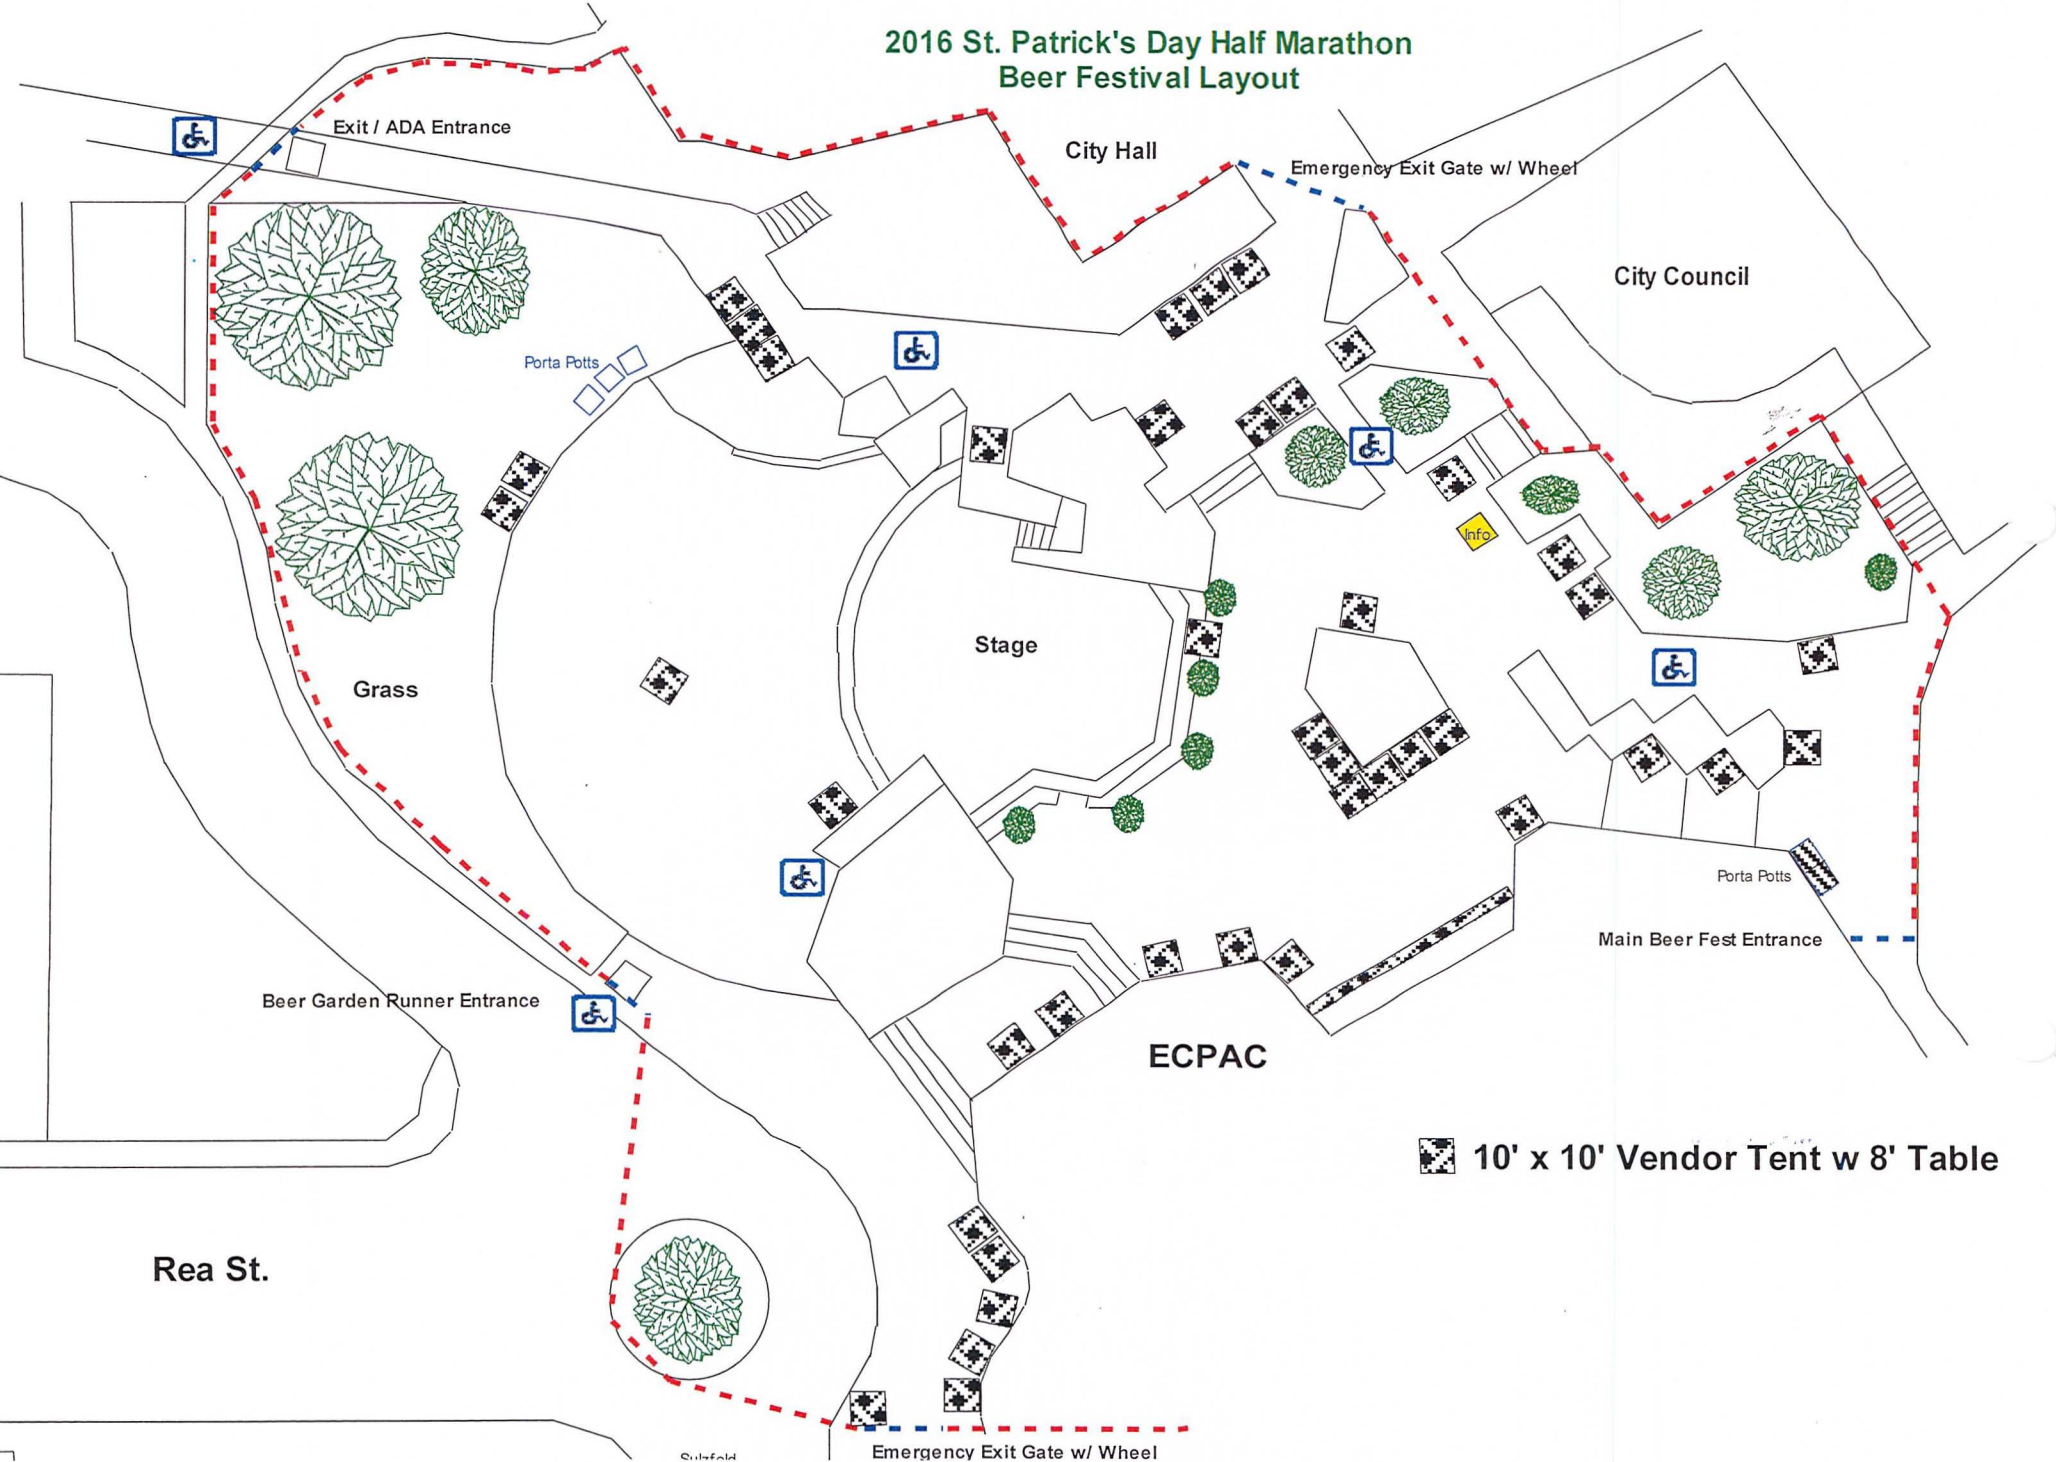 2016 St. Patrick's Day Half Marathon
Beer Festival Layout
Exit / ADA Entrance
City Hall
Emergency Exit Gate w/ Wheel
City Council
Porta Potts
Info
Stage
Grass
Porta Potts
Main Beer Fest Entrance
Beer Garden Runner Entrance
ECPAC
10' x 10' Vendor Tent w 8' Table
Rea St.
Emergency Exit Gate w/ Wheel
Sulzfeld